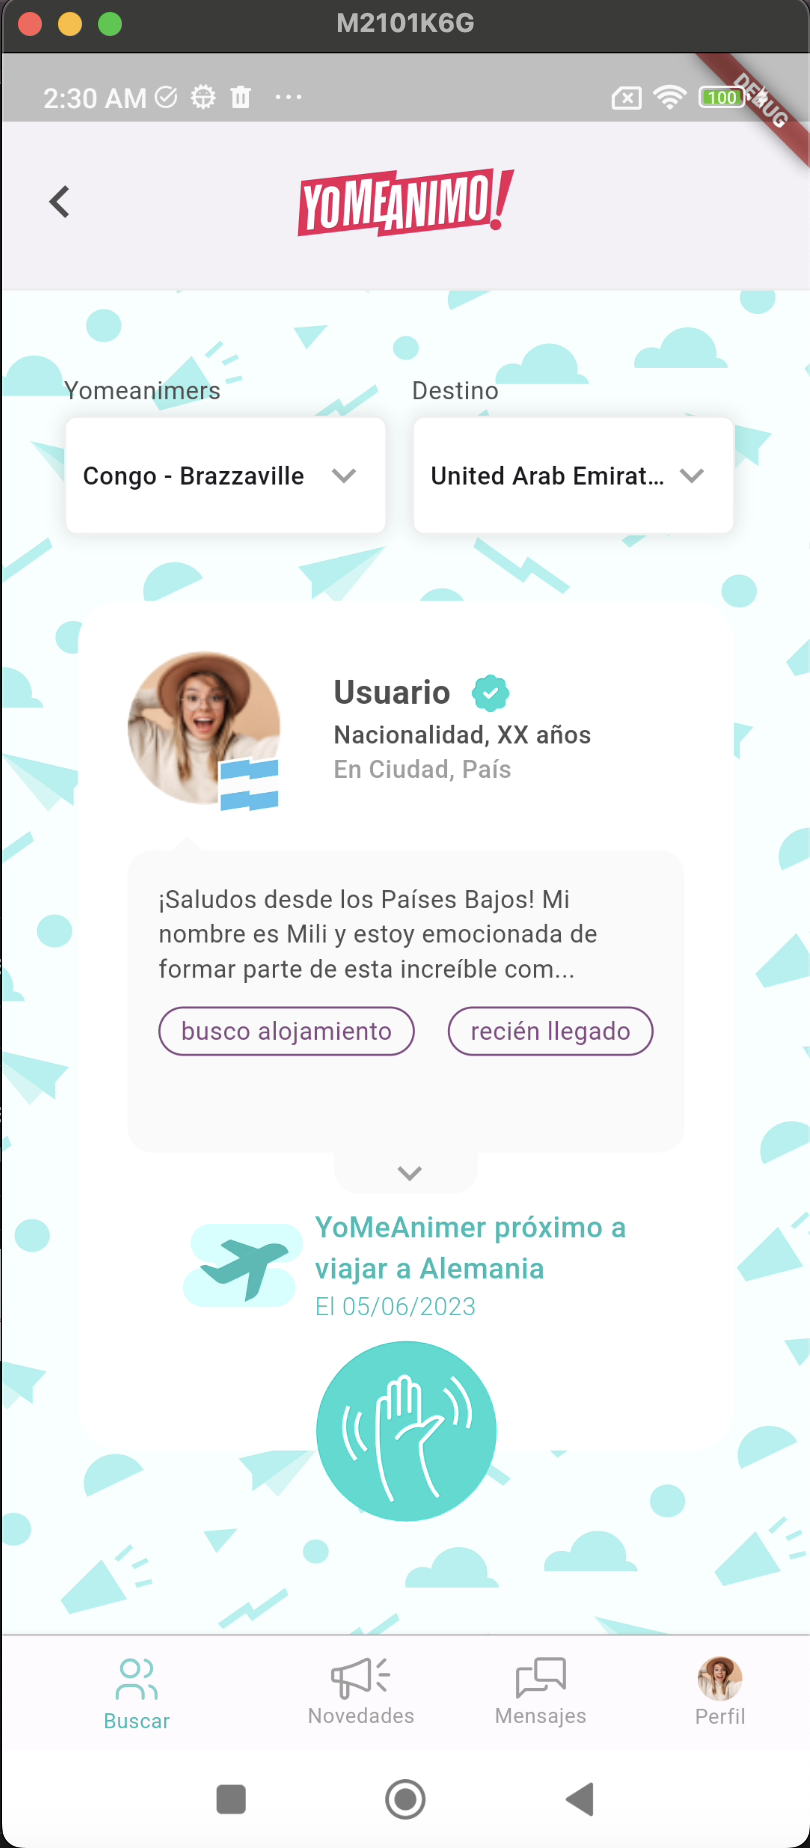 M2101K6G
2:30 AM
100
DEBUG
YOMEANIMO!
Yomeanimers
Destino
Congo - Brazzaville
United Arab Emirat...
Usuario
Nacionalidad, XX años
En Ciudad, País
¡Saludos desde los Países Bajos! Mi
nombre es Mili y estoy emocionada de
formar parte de esta increíble com...
busco alojamiento
recién llegado
YoMeAnimer próximo a
viajar a Alemania
El 05/06/2023
Buscar
Novedades
Mensajes
Perfil